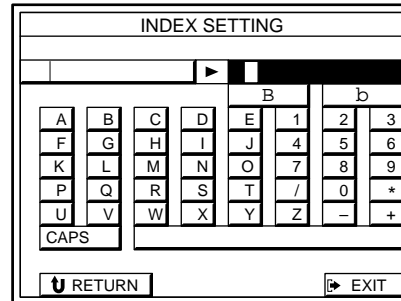 INDEX SETTING
B b
A B C D E 1 2 3
F G H I J 4 5 6
K L M N O 7 8 9
P Q R S T / 0 *
U V W X Y Z – +
CAPS
RETURN EXIT